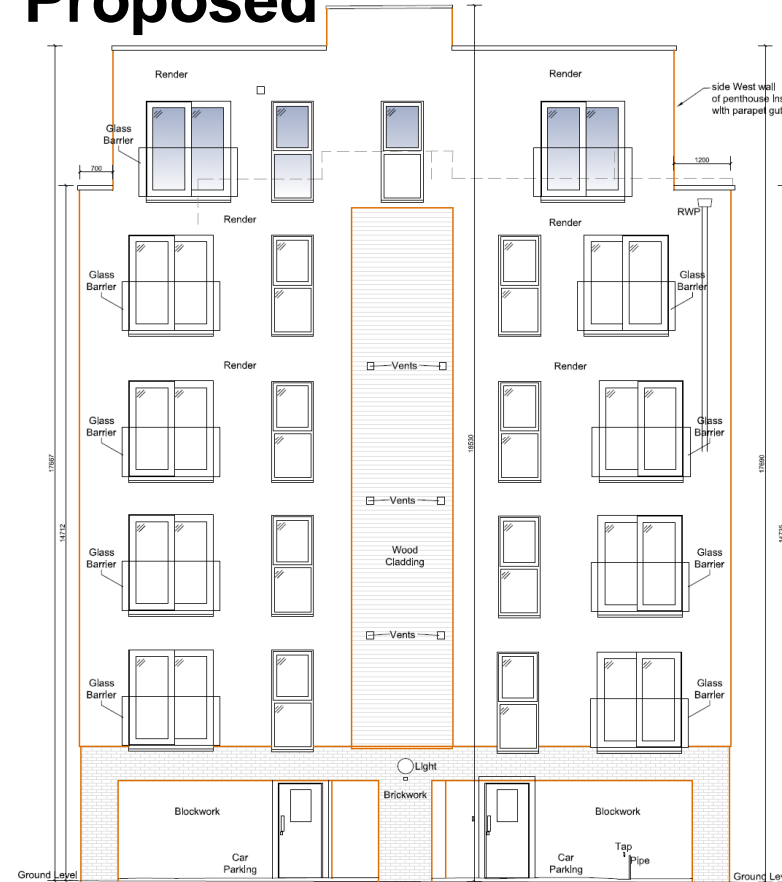 Proposed
Render
Render
side West wall
of penthouse
with parapet
Glass
Barrier
700
1200
Render
Render
RWP
Glass
Barrier
Glass
Barrier
Render
Vents
Render
Glass
Barrier
Glass
Barrier
17667
14712
18530
17690
Vents
Wood
Cladding
Glass
Barrier
Glass
Barrier
Vents
Glass
Barrier
Glass
Barrier
Light
Brickwork
Blockwork
Blockwork
Car
Parking
Car
Parking
Tap
Pipe
Ground Level
Ground